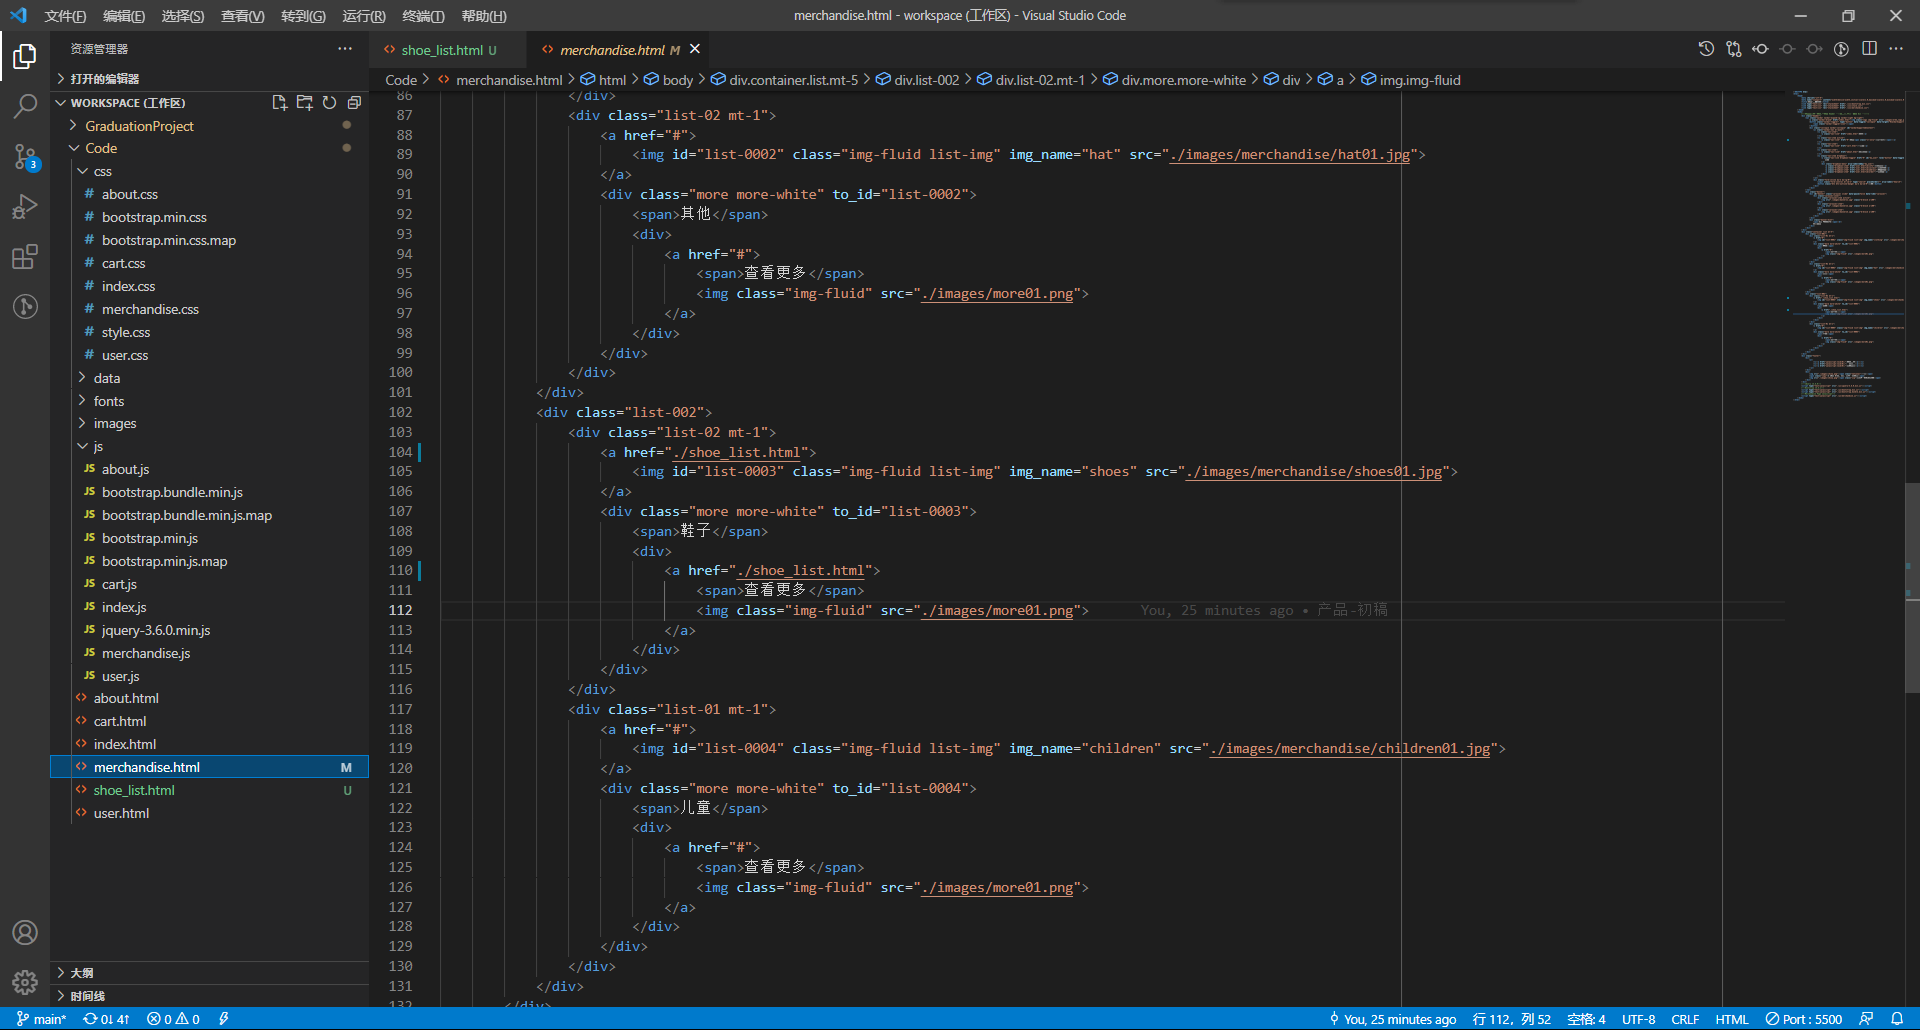 文件(F) 编辑(E) 选择(S) 查看(V) 转到(G) 运行(R) 终端(T) 帮助(H)
merchandise.html - workspace (工作区) - Visual Studio Code
资源管理器
打开的编辑器
WORKSPACE (工作区)
GraduationProject
Code
css
# about.css
# bootstrap.min.css
# bootstrap.min.css.map
# cart.css
# index.css
# merchandise.css
# style.css
# user.css
data
fonts
images
js
JS about.js
JS bootstrap.bundle.min.js
JS bootstrap.bundle.min.js.map
JS bootstrap.min.js
JS bootstrap.min.js.map
JS cart.js
JS index.js
JS jquery-3.6.0.min.js
JS merchandise.js
JS user.js
<> about.html
<> cart.html
<> index.html
<> merchandise.html M
<> shoe_list.html U
<> user.html
大纲
时间线
3
<> shoe_list.html U
<> merchandise.html M
Code > <> merchandise.html > html > body > div.container.list.mt-5 > div.list-002 > div.list-02.mt-1 > div.more.more-white > div > a > img.img-fluid
86 </div>
87 <div class="list-02 mt-1">
88 <a href="#">
89 <img id="list-0002" class="img-fluid list-img" img_name="hat" src="./images/merchandise/hat01.jpg">
90 </a>
91 <div class="more more-white" to_id="list-0002">
92 <span>其他</span>
93 <div>
94 <a href="#">
95 <span>查看更多</span>
96 <img class="img-fluid" src="./images/more01.png">
97 </a>
98 </div>
99 </div>
100 </div>
101 </div>
102 <div class="list-002">
103 <div class="list-02 mt-1">
104 <a href="./shoe_list.html">
105 <img id="list-0003" class="img-fluid list-img" img_name="shoes" src="./images/merchandise/shoes01.jpg">
106 </a>
107 <div class="more more-white" to_id="list-0003">
108 <span>鞋子</span>
109 <div>
110 <a href="./shoe_list.html">
111 <span>查看更多</span>
112 <img class="img-fluid" src="./images/more01.png"> You, 25 minutes ago • 产品-初稿
113 </a>
114 </div>
115 </div>
116 </div>
117 <div class="list-01 mt-1">
118 <a href="#">
119 <img id="list-0004" class="img-fluid list-img" img_name="children" src="./images/merchandise/children01.jpg">
120 </a>
121 <div class="more more-white" to_id="list-0004">
122 <span>儿童</span>
123 <div>
124 <a href="#">
125 <span>查看更多</span>
126 <img class="img-fluid" src="./images/more01.png">
127 </a>
128 </div>
129 </div>
130 </div>
131 </div>
132 </div>
main* 0↓ 4↑ 0 0
You, 25 minutes ago 行 112，列 52 空格: 4 UTF-8 CRLF HTML Port : 5500